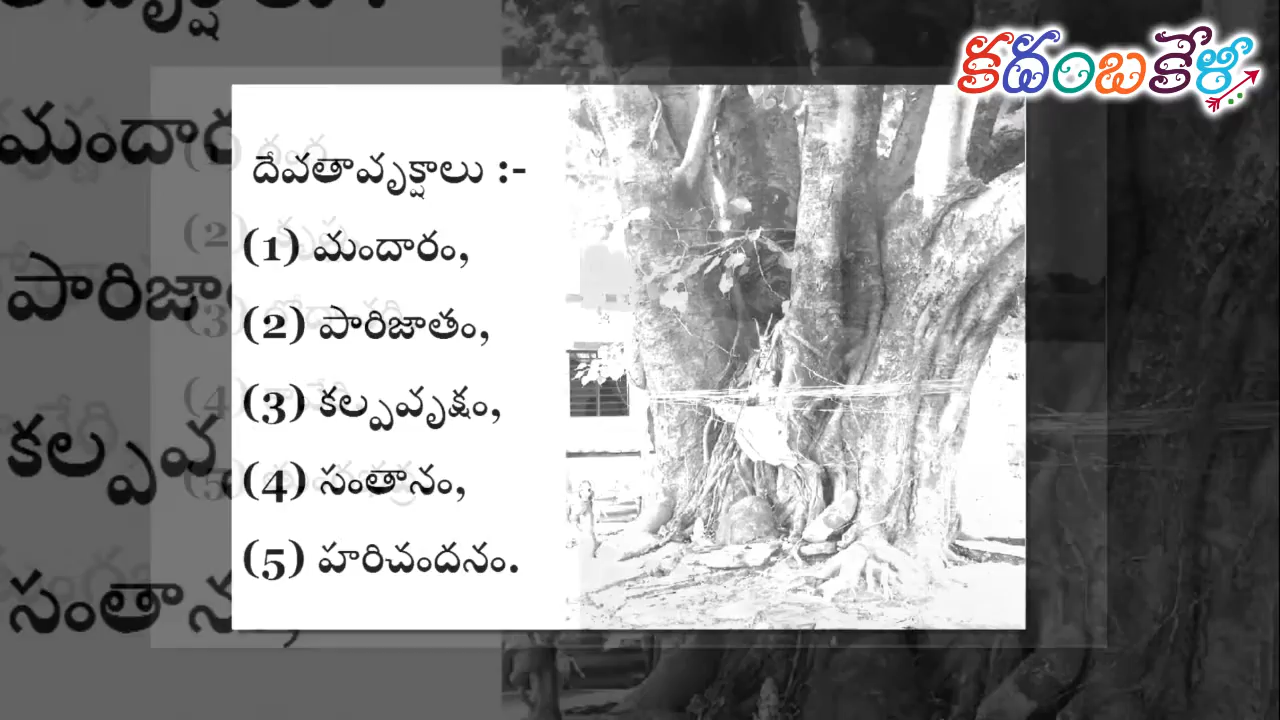 కదంబకేళి
దేవతావృక్షాలు :-
(1) మందారం,
(2) పారిజాతం,
(3) కల్పవృక్షం,
(4) సంతానం,
(5) హరిచందనం.